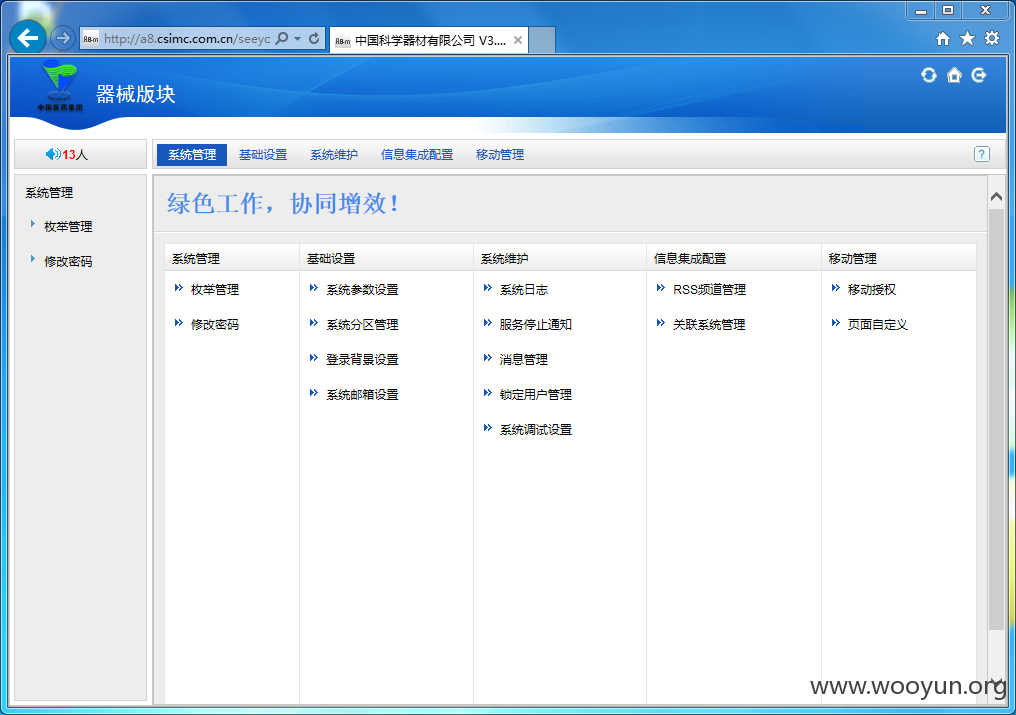 http://a8.csimc.com.cn/seeyc
A8-m 中国科学器材有限公司 V3....
中国医药集团
器械版块
13人
系统管理 基础设置 系统维护 信息集成配置 移动管理 ?
系统管理
枚举管理
修改密码
绿色工作，协同增效！
系统管理 基础设置 系统维护 信息集成配置 移动管理
枚举管理 系统参数设置 系统日志 RSS频道管理 移动授权
修改密码 系统分区管理 服务停止通知 关联系统管理 页面自定义
登录背景设置 消息管理
系统邮箱设置 锁定用户管理
系统调试设置
www.wooyun.org